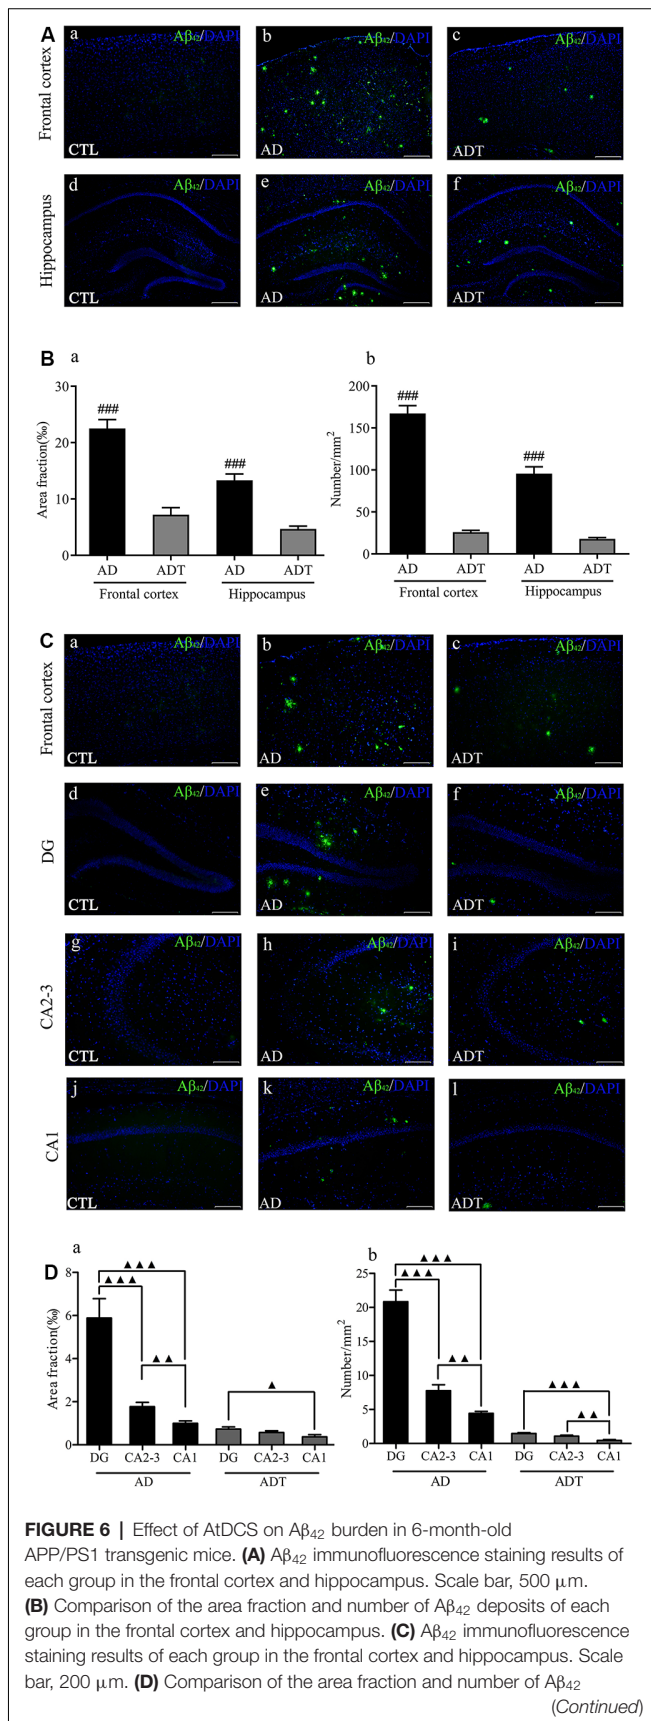 A
Frontal cortex
a
Aβ42/DAPI
CTL
b
Aβ42/DAPI
AD
c
Aβ42/DAPI
ADT
Hippocampus
d
Aβ42/DAPI
CTL
e
Aβ42/DAPI
AD
f
Aβ42/DAPI
ADT
B
a
Area fraction(‰)
30
20
10
0
###
###
AD ADT AD ADT
Frontal cortex Hippocampus
b
Number/mm²
200
150
100
50
0
###
###
AD ADT AD ADT
Frontal cortex Hippocampus
C
Frontal cortex
a
Aβ42/DAPI
CTL
b
Aβ42/DAPI
AD
c
Aβ42/DAPI
ADT
DG
d
Aβ42/DAPI
CTL
e
Aβ42/DAPI
AD
f
Aβ42/DAPI
ADT
CA2-3
g
Aβ42/DAPI
CTL
h
Aβ42/DAPI
AD
i
Aβ42/DAPI
ADT
CA1
j
Aβ42/DAPI
CTL
k
Aβ42/DAPI
AD
l
Aβ42/DAPI
ADT
D
a
Area fraction(‰)
8
6
4
2
0
▲▲▲
▲▲▲
▲▲
▲
DG CA2-3 CA1 DG CA2-3 CA1
AD ADT
b
Number/mm²
25
20
15
10
5
0
▲▲▲
▲▲▲
▲▲
▲▲▲
▲▲
DG CA2-3 CA1 DG CA2-3 CA1
AD ADT
FIGURE 6 | Effect of AtDCS on Aβ42 burden in 6-month-old
APP/PS1 transgenic mice. (A) Aβ42 immunofluorescence staining results of
each group in the frontal cortex and hippocampus. Scale bar, 500 µm.
(B) Comparison of the area fraction and number of Aβ42 deposits of each
group in the frontal cortex and hippocampus. (C) Aβ42 immunofluorescence
staining results of each group in the frontal cortex and hippocampus. Scale
bar, 200 µm. (D) Comparison of the area fraction and number of Aβ42
(Continued)